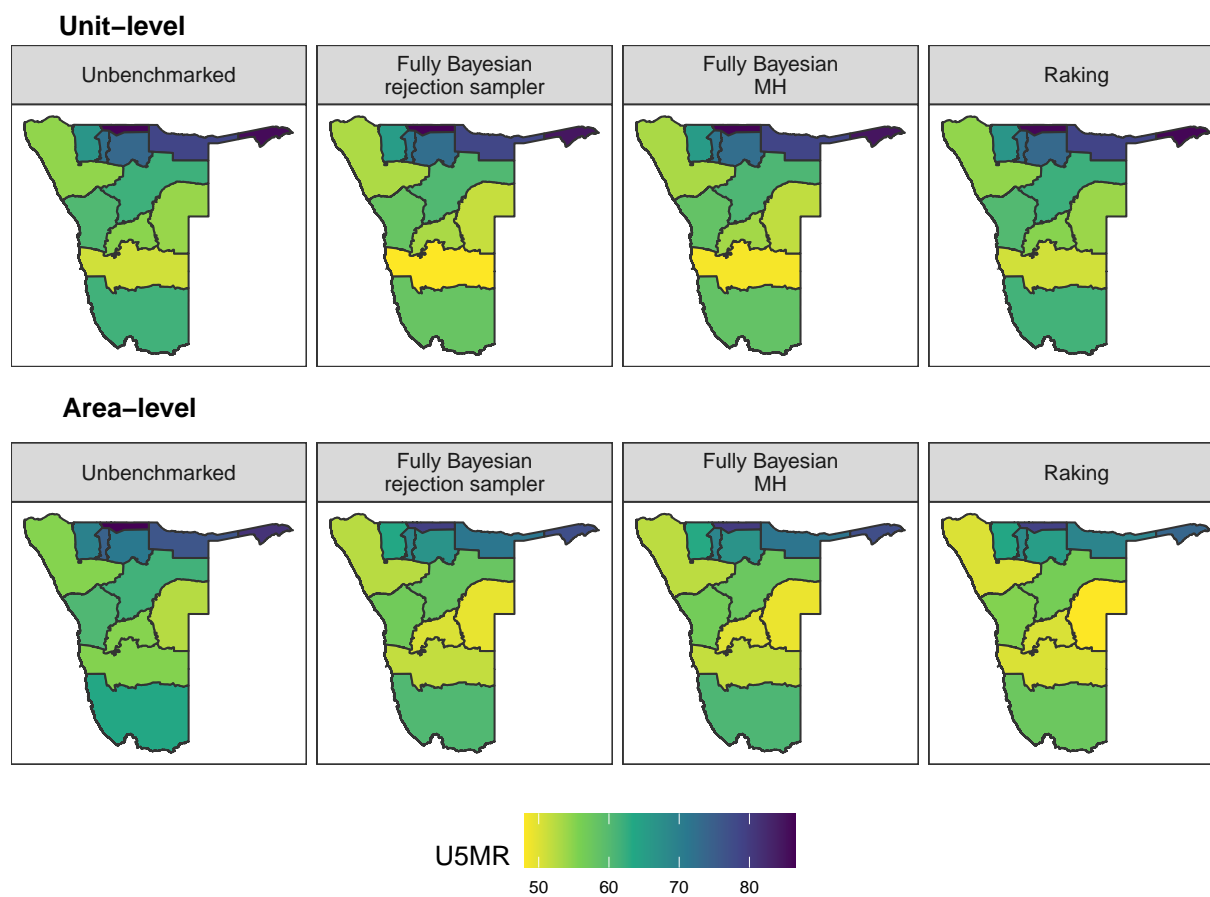 Unit−level
Unbenchmarked
Fully Bayesian
rejection sampler
Fully Bayesian
MH
Raking
Area−level
Unbenchmarked
Fully Bayesian
rejection sampler
Fully Bayesian
MH
Raking
U5MR
50 60 70 80